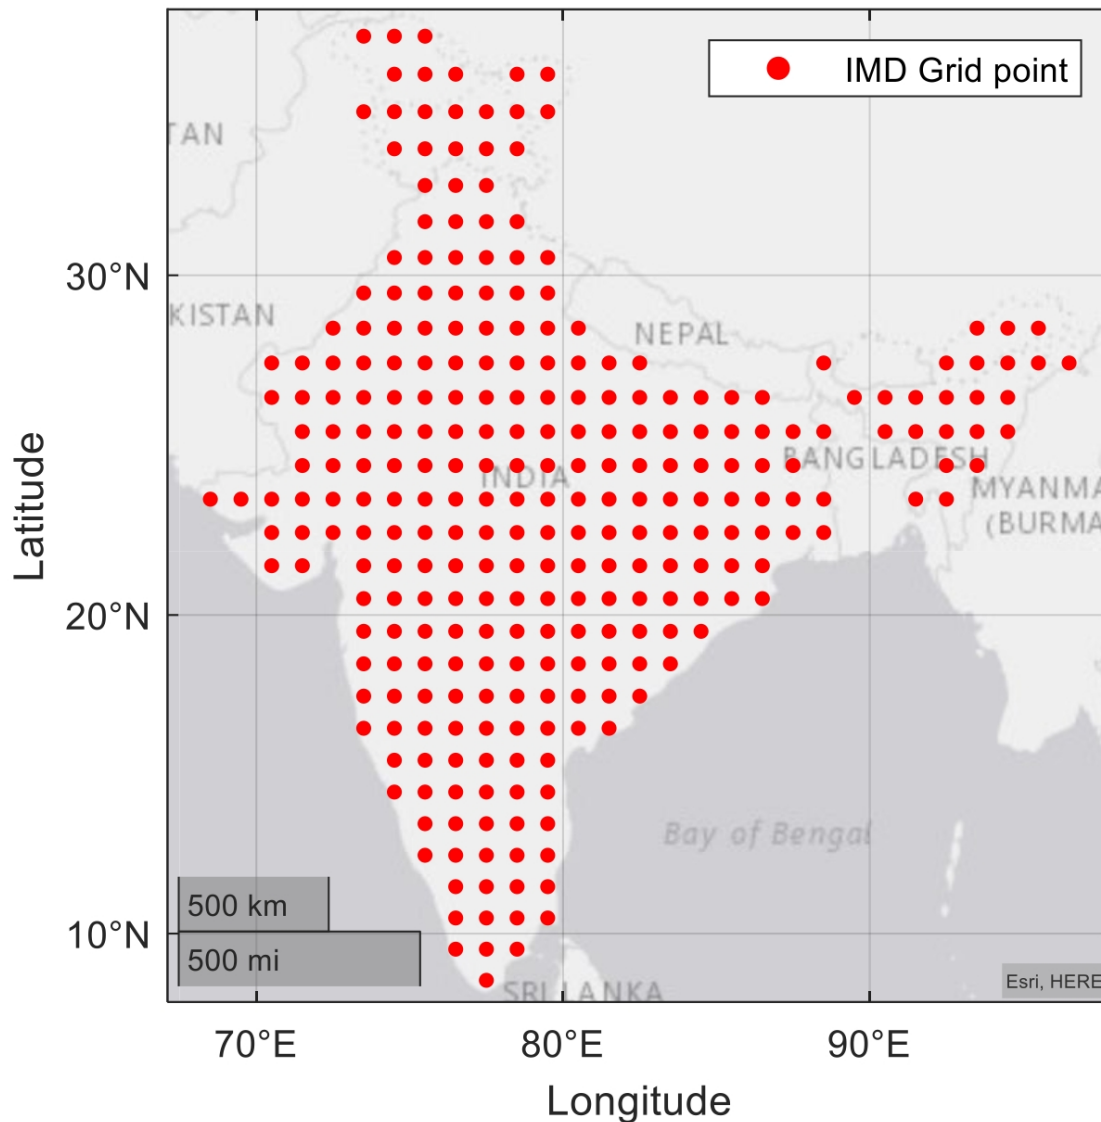 IMD Grid point
TAN
30°N
KISTAN
NEPAL
BANGLADESH
INDIA
MYANMA
(BURMA
Latitude
20°N
Bay of Bengal
500 km
10°N
500 mi
SRI LANKA
Esri, HERE
70°E
80°E
90°E
Longitude